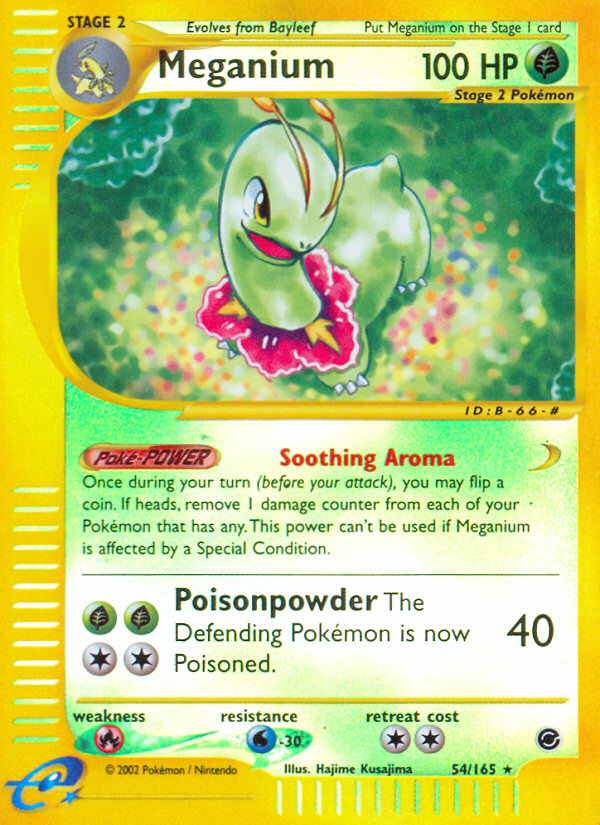 STAGE 2
Evolves from Bayleef
Put Meganium on the Stage 1 card
Meganium
100 HP
Stage 2 Pokémon
ID:B-66-#
Poké-POWER
Soothing Aroma
Once during your turn (before your attack), you may flip a
coin. If heads, remove 1 damage counter from each of your
Pokémon that has any. This power can't be used if Meganium
is affected by a Special Condition.
Poisonpowder The
Defending Pokémon is now
Poisoned.
40
weakness
resistance
retreat cost
-30
© 2002 Pokémon / Nintendo
Illus. Hajime Kusajima
54/165 ★
e